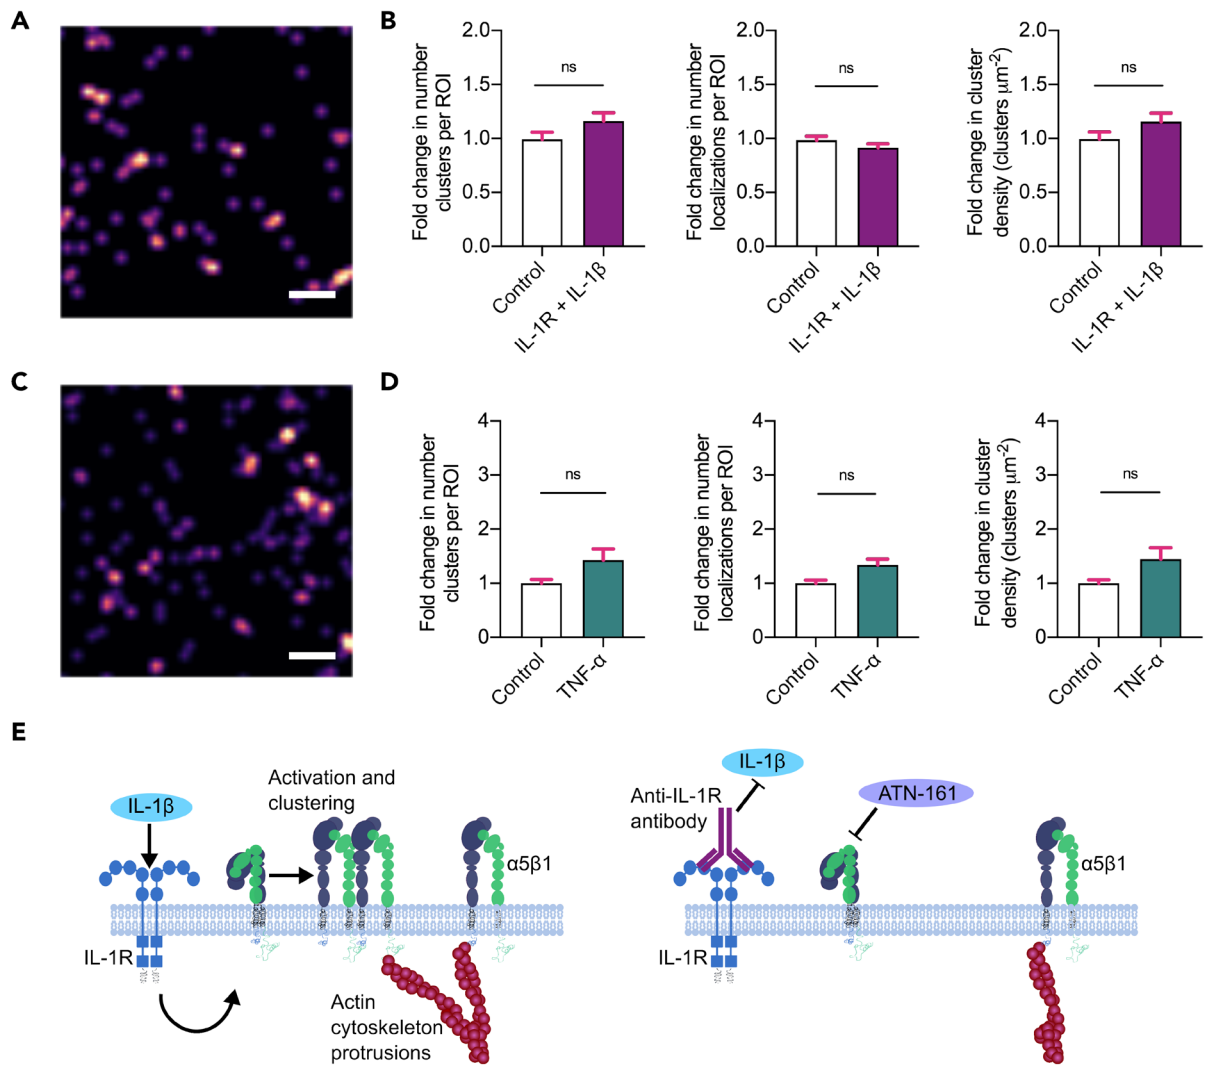 A
B
Fold change in number
clusters per ROI
2.0
1.5
1.0
0.5
0.0
ns
Control
IL-1R + IL-1β
Fold change in number
localizations per ROI
2.0
1.5
1.0
0.5
0.0
ns
Control
IL-1R + IL-1β
Fold change in cluster
density (clusters μm-2)
2.0
1.5
1.0
0.5
0.0
ns
Control
IL-1R + IL-1β
C
D
Fold change in number
clusters per ROI
4
3
2
1
0
ns
Control
TNF-α
Fold change in number
localizations per ROI
4
3
2
1
0
ns
Control
TNF-α
Fold change in cluster
density (clusters μm-2)
4
3
2
1
0
ns
Control
TNF-α
E
IL-1β
Activation and
clustering
α5β1
IL-1R
Actin
cytoskeleton
protrusions
IL-1β
Anti-IL-1R
antibody
ATN-161
α5β1
IL-1R